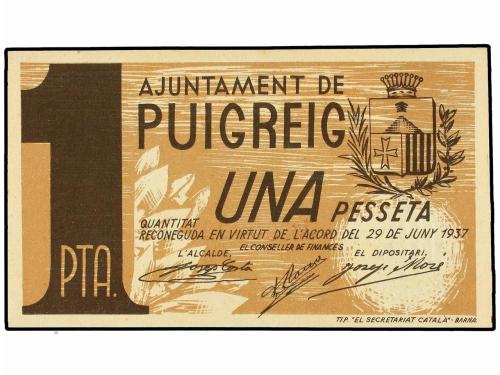 1
PTA.
AJUNTAMENT DE
PUIGREIG
UNA PESSETA
QUANTITAT
RECONEGUDA EN VIRTUT DE L'ACORD DEL 29 DE JUNY 1937
L'ALCALDE,
EL CONSELLER DE FINANCES
EL DIPOSITARI,
TIP. "EL SECRETARIAT CATALÀ" - BARNA